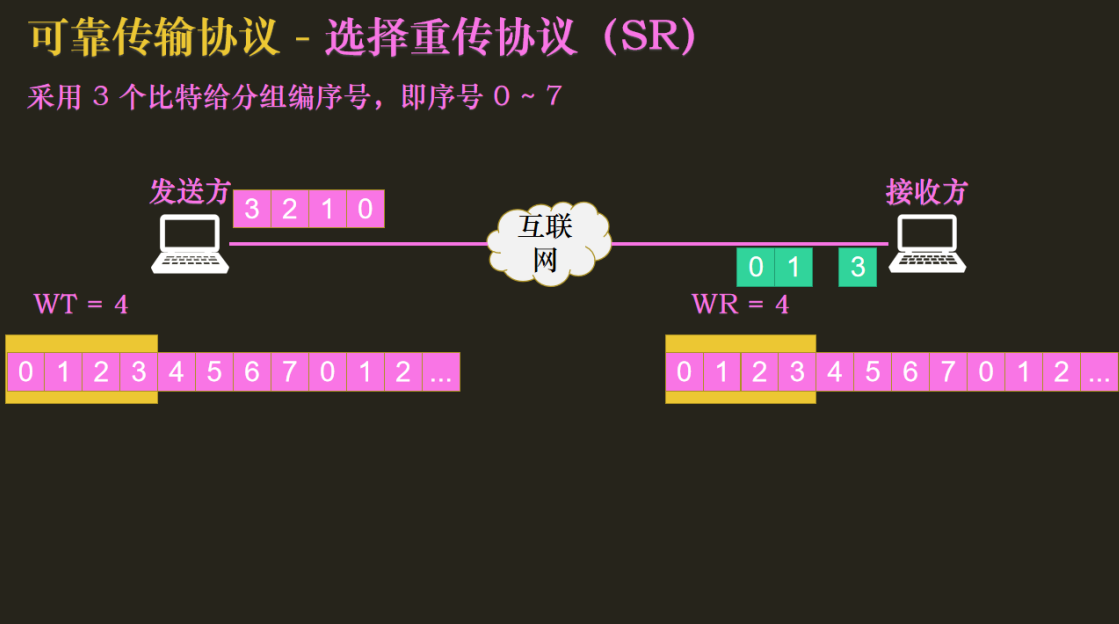 可靠传输协议 - 选择重传协议（SR）
采用 3 个比特给分组编序号，即序号 0 ~ 7
发送方
3 2 1 0
互联
网
接收方
0 1 3
WT = 4
WR = 4
0 1 2 3 4 5 6 7 0 1 2 ...
0 1 2 3 4 5 6 7 0 1 2 ...